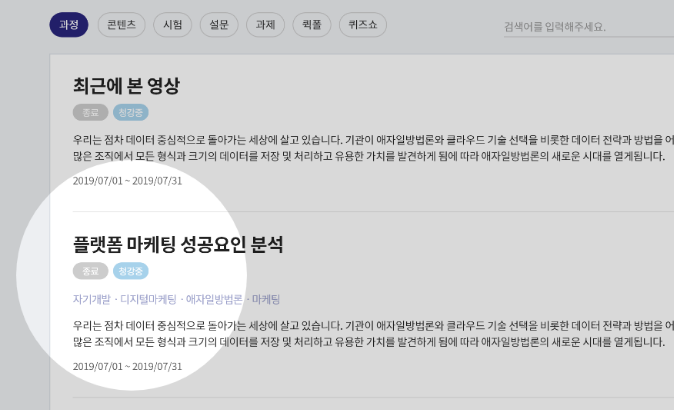 과정 콘텐츠 시험 설문 과제 퀵폴 퀴즈쇼 검색어를 입력해주세요.
최근에 본 영상
종료 청강중
우리는 점차 데이터 중심적으로 돌아가는 세상에 살고 있습니다. 기관이 애자일방법론와 클라우드 기술 선택을 비롯한 데이터 전략과 방법을 어
많은 조직에서 모든 형식과 크기의 데이터를 저장 및 처리하고 유용한 가치를 발견하게 됨에 따라 애자일방법론의 새로운 시대를 열게됩니다.
2019/07/01 ~ 2019/07/31
플랫폼 마케팅 성공요인 분석
종료 청강중
자기개발 · 디지털마케팅 · 애자일방법론 · 마케팅
우리는 점차 데이터 중심적으로 돌아가는 세상에 살고 있습니다. 기관이 애자일방법론와 클라우드 기술 선택을 비롯한 데이터 전략과 방법을 어
많은 조직에서 모든 형식과 크기의 데이터를 저장 및 처리하고 유용한 가치를 발견하게 됨에 따라 애자일방법론의 새로운 시대를 열게됩니다.
2019/07/01 ~ 2019/07/31